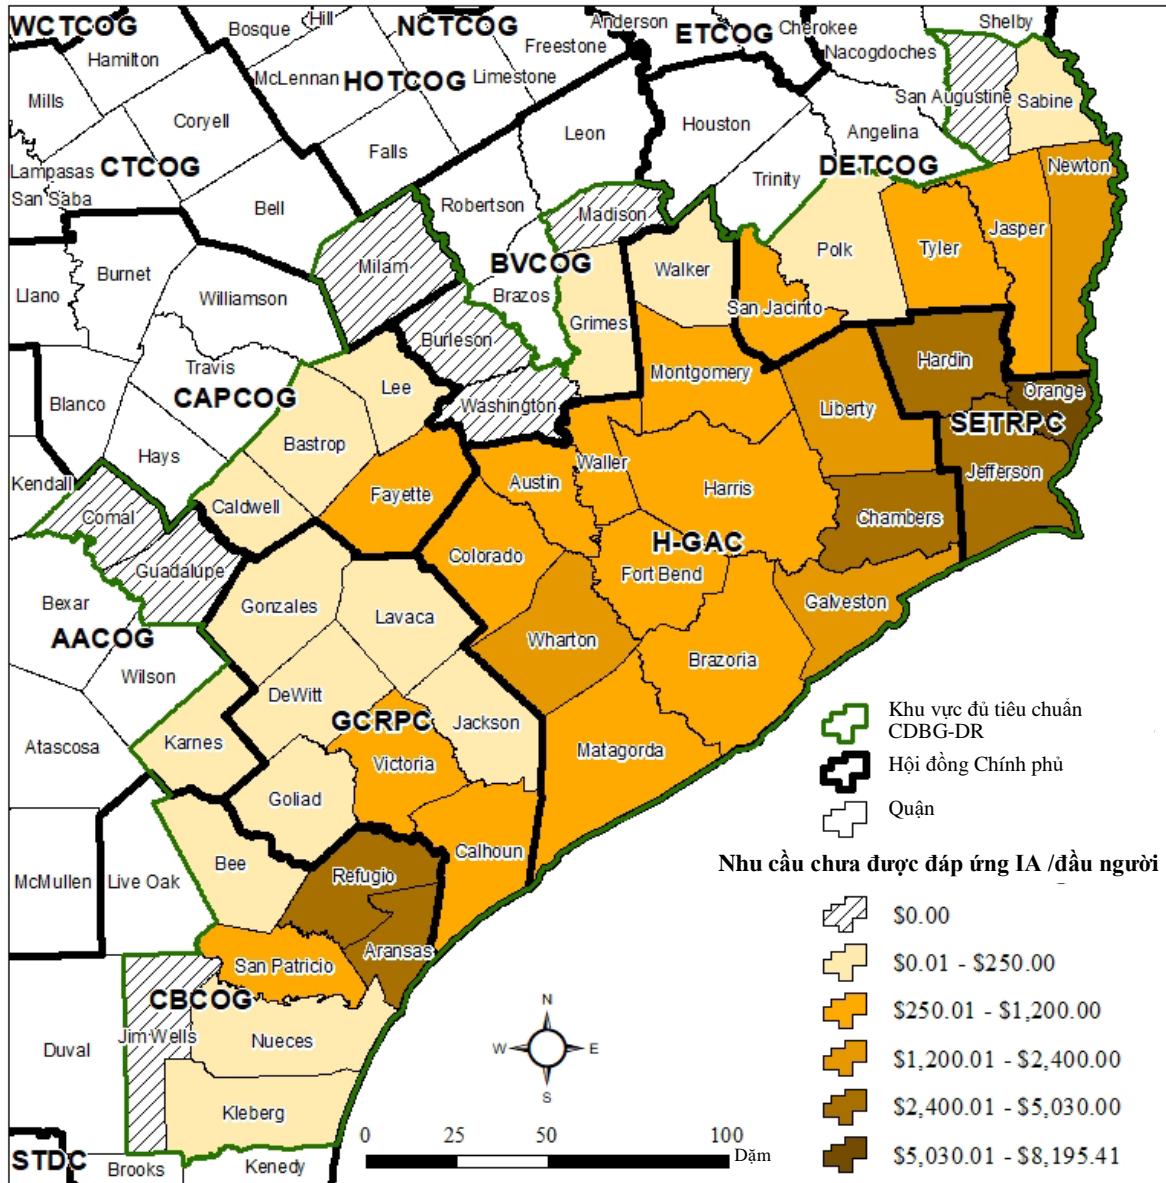 WCTCOG
Hill
Bosque
NCTCOG
Anderson
ETCOG
Cherokee
Shelby
Hamilton
Freestone
Nacogdoches
McLennan
HOTCOG
Limestone
Mills
San Augustine
Sabine
Coryell
Leon
Houston
Angelina
Falls
Lampasas
CTCOG
DETCOG
Newton
San Saba
Bell
Robertson
Madison
Trinity
Jasper
Polk
Tyler
Burnet
Milam
BVCOG
Walker
Llano
Williamson
Brazos
San Jacinto
Grimes
Burleson
Hardin
Travis
Montgomery
Lee
Orange
Blanco
CAPCOG
Washington
Liberty
SETRPC
Bastrop
Hays
Waller
Jefferson
Kendall
Austin
Harris
Fayette
Caldwell
Comal
Chambers
H-GAC
Colorado
Guadalupe
Fort Bend
Bexar
Gonzales
Galveston
Lavaca
AACOG
Wharton
Brazoria
Wilson
DeWitt
GCRPC
Jackson
Karnes
Atascosa
Matagorda
Victoria
Goliad
Calhoun
Bee
Refugio
McMullen
Live Oak
Aransas
San Patricio
CBCOG
Jim Wells
Nueces
Duval
Kleberg
STDC
Brooks
Kenedy
Khu vực đủ tiêu chuẩn
CDBG-DR
Hội đồng Chính phủ
Quận
Nhu cầu chưa được đáp ứng IA /đầu người
$0.00
$0.01 - $250.00
$250.01 - $1,200.00
$1,200.01 - $2,400.00
$2,400.01 - $5,030.00
$5,030.01 - $8,195.41
N
W
E
S
0
25
50
100
Dặm